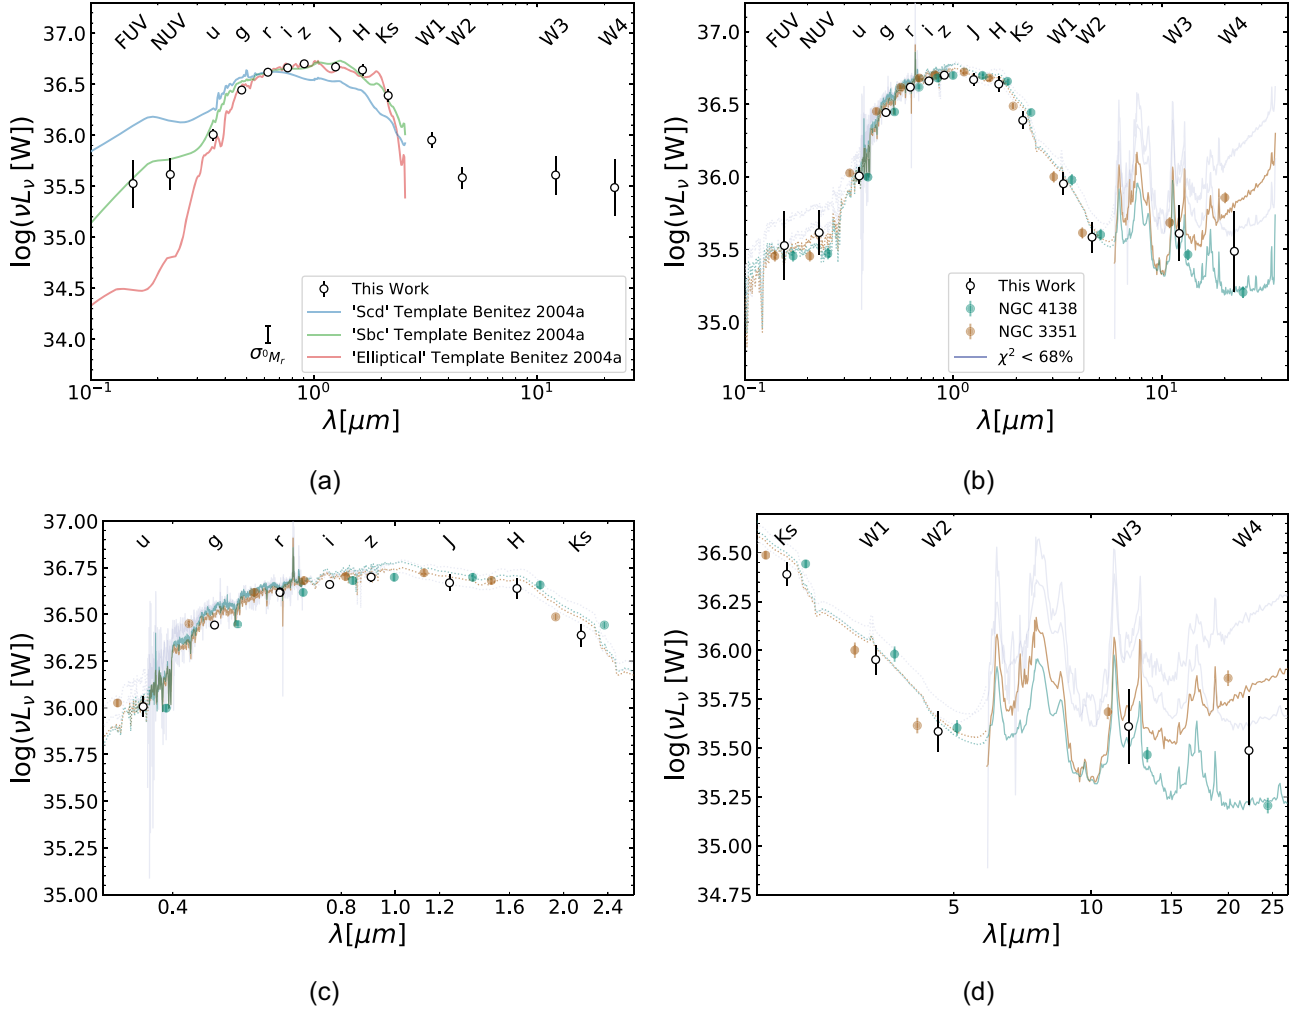 FUV NUV u g r i z J H Ks W1 W2 W3 W4
37.0
36.5
36.0
35.5
35.0
34.5
34.0
log(νLν [W])
This Work
'Scd' Template Benitez 2004a
'Sbc' Template Benitez 2004a
'Elliptical' Template Benitez 2004a
σ⁰Mr
10⁻¹ 10⁰ 10¹
λ[μm]
(a)
FUV NUV u g r i z J H Ks W1 W2 W3 W4
37.0
36.5
36.0
35.5
35.0
log(νLν [W])
This Work
NGC 4138
NGC 3351
χ² < 68%
10⁻¹ 10⁰ 10¹
λ[μm]
(b)
u g r i z J H Ks
37.00
36.75
36.50
36.25
36.00
35.75
35.50
35.25
35.00
log(νLν [W])
0.4 0.8 1.0 1.2 1.6 2.0 2.4
λ[μm]
(c)
Ks W1 W2 W3 W4
36.50
36.25
36.00
35.75
35.50
35.25
35.00
34.75
log(νLν [W])
5 10 15 20 25
λ[μm]
(d)